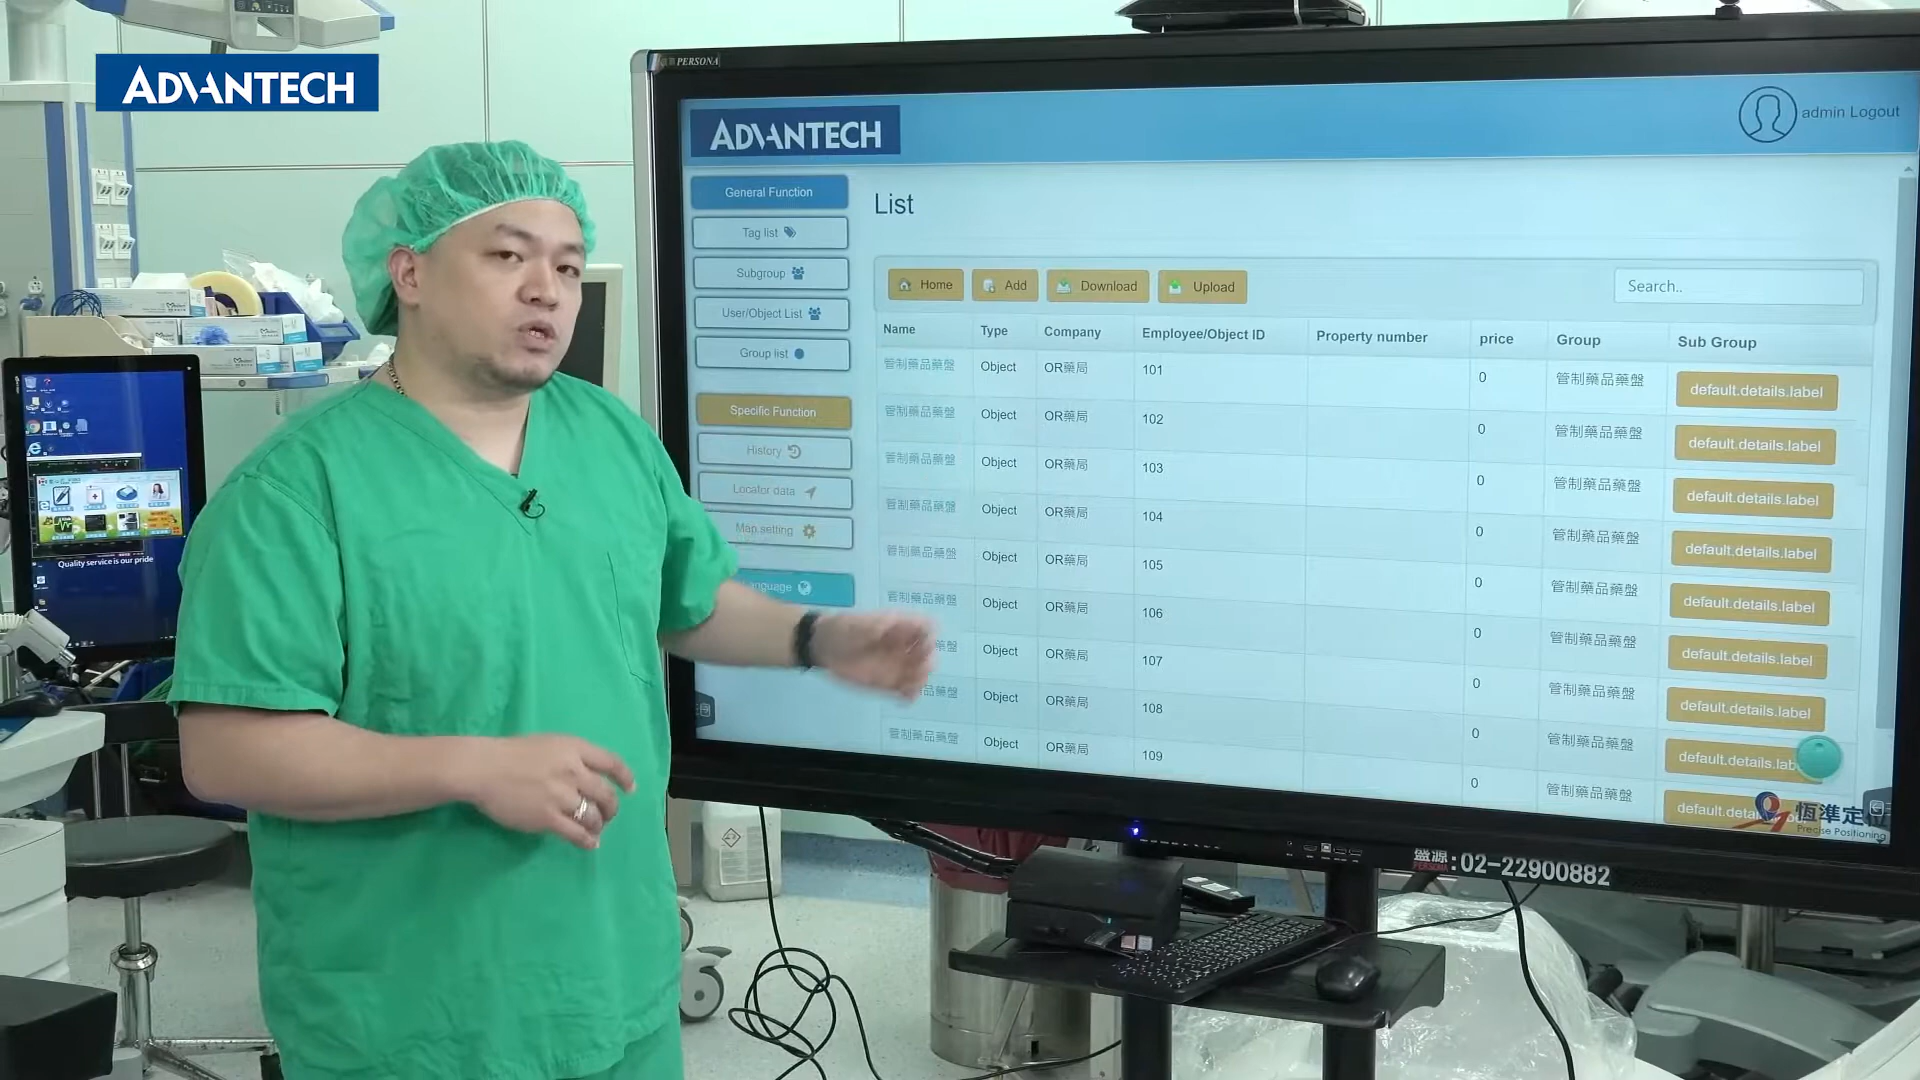 ADVANTECH
PERSONA
ADVANTECH
admin Logout
General Function
Tag list
Subgroup
User/Object List
Group list
Specific Function
History
Locator data
Map setting
Language
List
Home
Add
Download
Upload
Search..
Name Type Company Employee/Object ID Property number price Group Sub Group
管制藥品藥盤 Object OR藥局 101 0 管制藥品藥盤 default.details.label
管制藥品藥盤 Object OR藥局 102 0 管制藥品藥盤 default.details.label
管制藥品藥盤 Object OR藥局 103 0 管制藥品藥盤 default.details.label
管制藥品藥盤 Object OR藥局 104 0 管制藥品藥盤 default.details.label
管制藥品藥盤 Object OR藥局 105 0 管制藥品藥盤 default.details.label
管制藥品藥盤 Object OR藥局 106 0 管制藥品藥盤 default.details.label
藥盤 Object OR藥局 107 0 管制藥品藥盤 default.details.label
品藥盤 Object OR藥局 108 0 管制藥品藥盤 default.details.lab
管制藥品藥盤 Object OR藥局 109 0 管制藥品藥盤 default.deta
恆準定位
Precise Positioning
盛源:02-22900882
PERSONA
Quality service is our pride